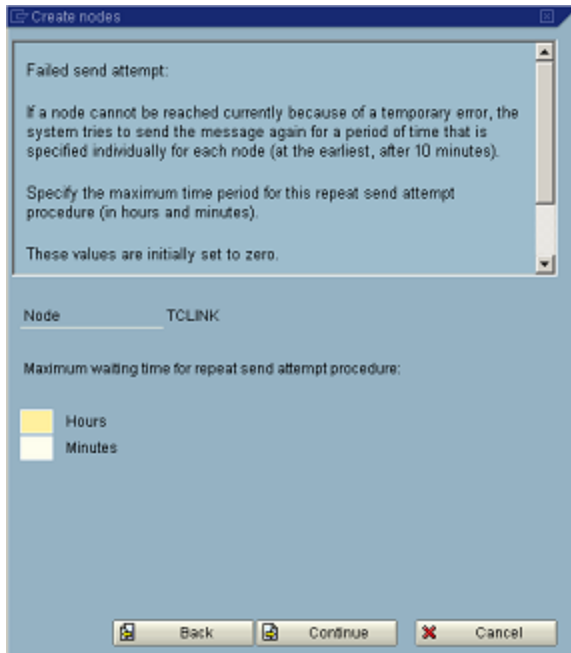 Create nodes
Failed send attempt:
If a node cannot be reached currently because of a temporary error, the
system tries to send the message again for a period of time that is
specified individually for each node (at the earliest, after 10 minutes).
Specify the maximum time period for this repeat send attempt
procedure (in hours and minutes).
These values are initially set to zero.
Node TCLINK
Maximum waiting time for repeat send attempt procedure:
Hours
Minutes
Back Continue Cancel